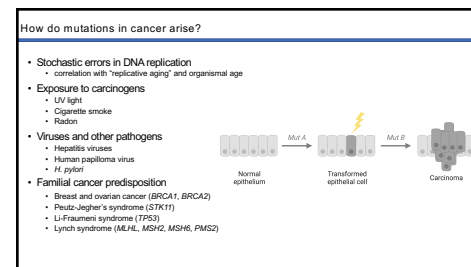 How do mutations in cancer arise?
• Stochastic errors in DNA replication
• correlation with "replicative aging" and organismal age
• Exposure to carcinogens
• UV light
• Cigarette smoke
• Radon
• Viruses and other pathogens
• Hepatitis viruses
• Human papilloma virus
• H. pylori
• Familial cancer predisposition
• Breast and ovarian cancer (BRCA1, BRCA2)
• Peutz-Jegher's syndrome (STK11)
• Li-Fraumeni syndrome (TP53)
• Lynch syndrome (MLHL, MSH2, MSH6, PMS2)
Mut A
Mut B
Normal
epithelium
Transformed
epithelial cell
Carcinoma